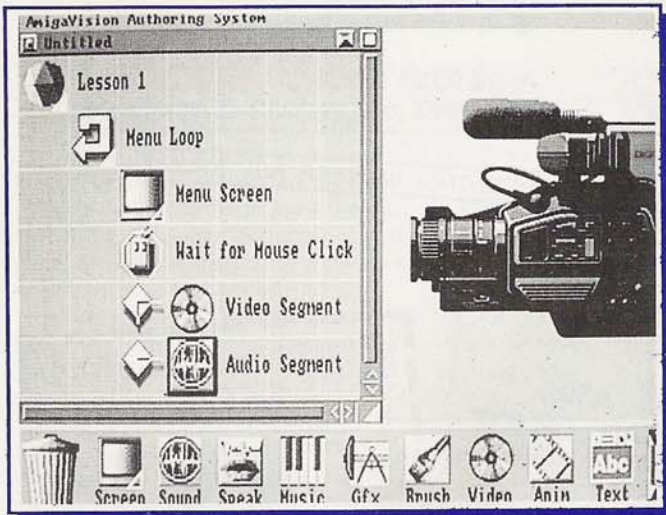 AmigaVision Authoring System
Untitled
Lesson 1
Menu Loop
Menu Screen
Wait for Mouse Click
Video Segment
Audio Segment
Screen Sound Speak Music Gfx Brush Video Anim Text
Abc